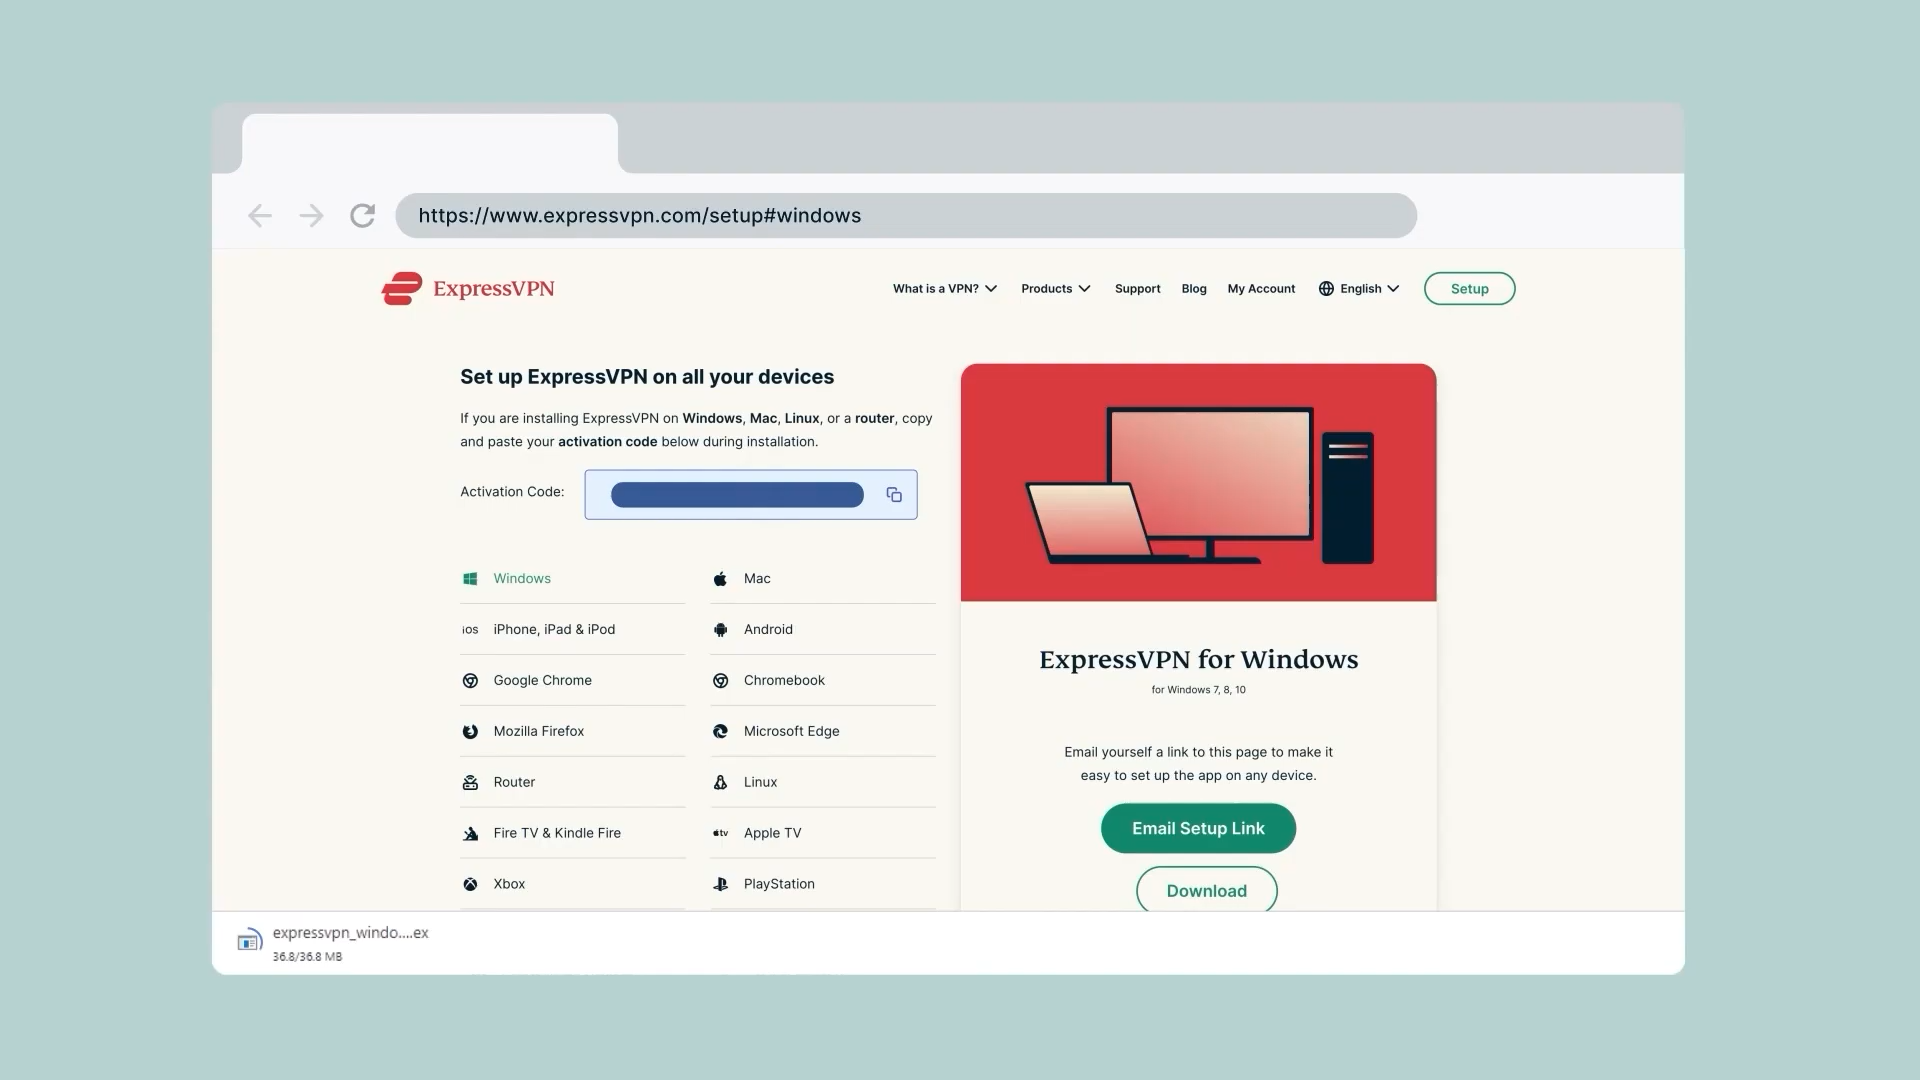 https://www.expressvpn.com/setup#windows
ExpressVPN
What is a VPN?
Products
Support
Blog
My Account
English
Setup
Set up ExpressVPN on all your devices
If you are installing ExpressVPN on Windows, Mac, Linux, or a router, copy
and paste your activation code below during installation.
Activation Code:
Windows
Mac
iOS
iPhone, iPad & iPod
Android
Google Chrome
Chromebook
Mozilla Firefox
Microsoft Edge
Router
Linux
Fire TV & Kindle Fire
tv
Apple TV
Xbox
PlayStation
ExpressVPN for Windows
for Windows 7, 8, 10
Email yourself a link to this page to make it
easy to set up the app on any device.
Email Setup Link
Download
expressvpn_windo....ex
36.8/36.8 MB